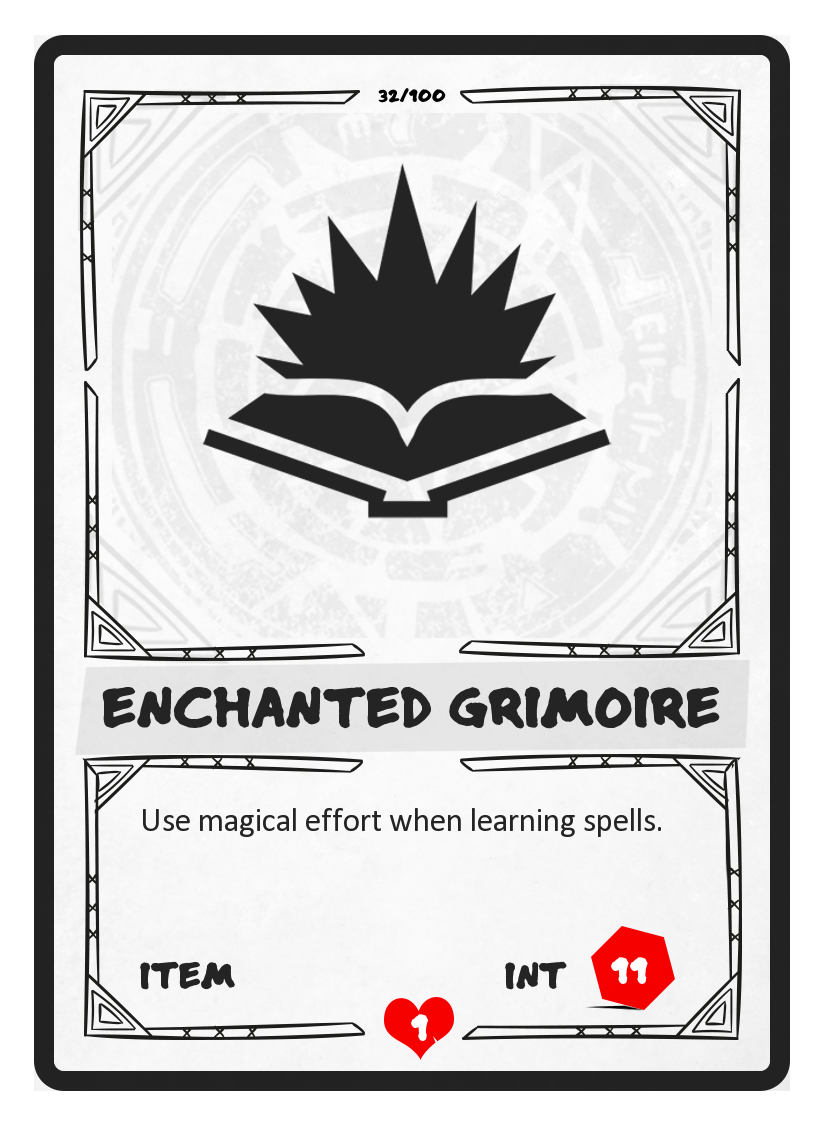 32/100
ENCHANTED GRIMOIRE
Use magical effort when learning spells.
ITEM
INT 11
1